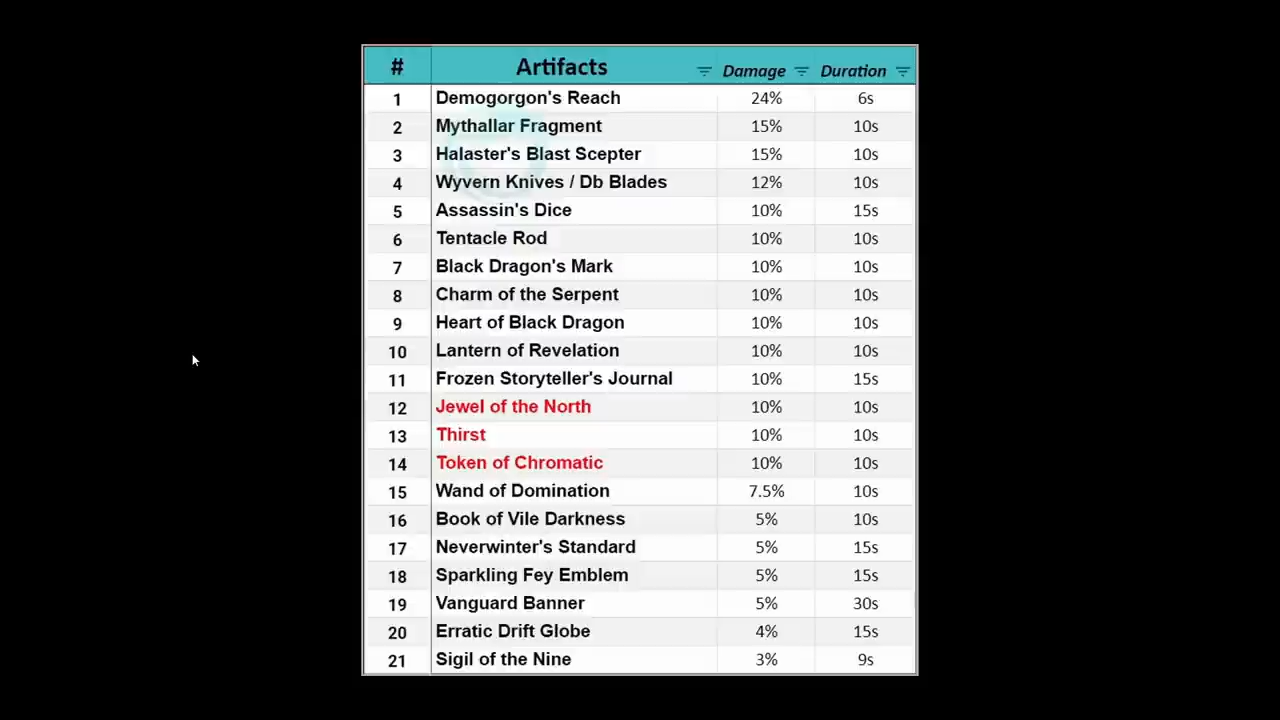 # Artifacts Damage Duration
1 Demogorgon's Reach 24% 6s
2 Mythallar Fragment 15% 10s
3 Halaster's Blast Scepter 15% 10s
4 Wyvern Knives / Db Blades 12% 10s
5 Assassin's Dice 10% 15s
6 Tentacle Rod 10% 10s
7 Black Dragon's Mark 10% 10s
8 Charm of the Serpent 10% 10s
9 Heart of Black Dragon 10% 10s
10 Lantern of Revelation 10% 10s
11 Frozen Storyteller's Journal 10% 15s
12 Jewel of the North 10% 10s
13 Thirst 10% 10s
14 Token of Chromatic 10% 10s
15 Wand of Domination 7.5% 10s
16 Book of Vile Darkness 5% 10s
17 Neverwinter's Standard 5% 15s
18 Sparkling Fey Emblem 5% 15s
19 Vanguard Banner 5% 30s
20 Erratic Drift Globe 4% 15s
21 Sigil of the Nine 3% 9s